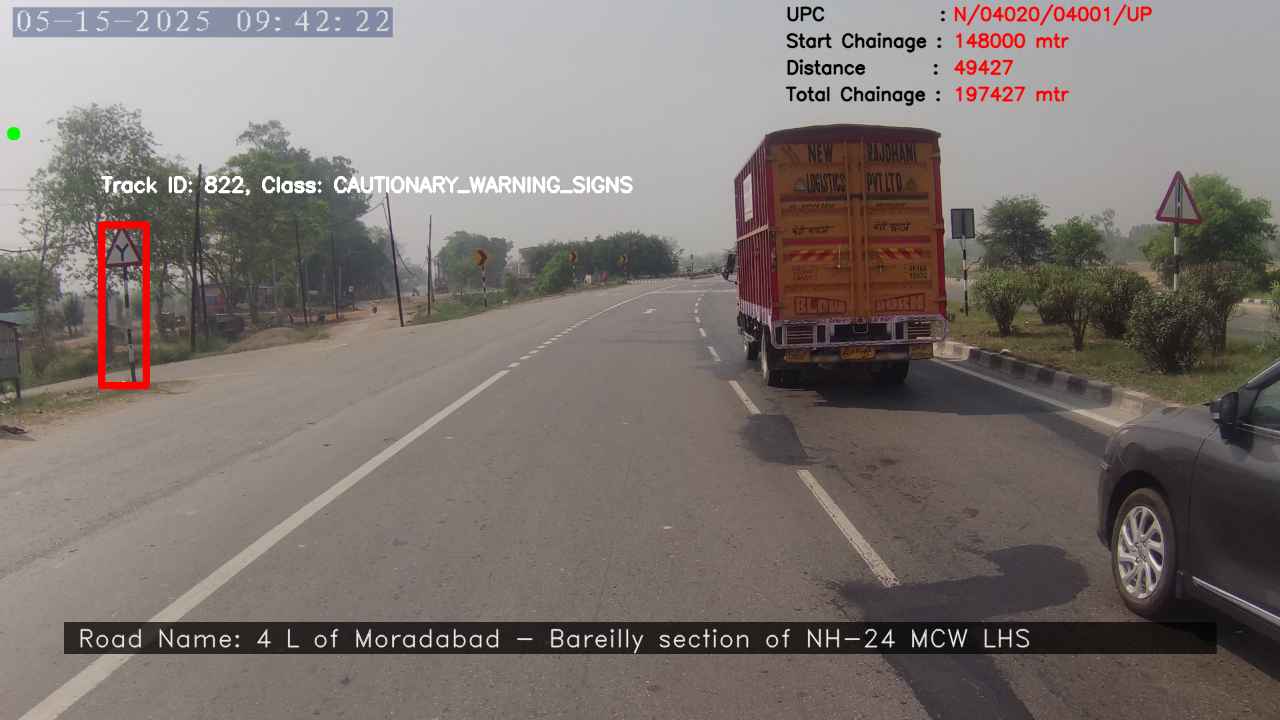 05-15-2025 09:42:22
UPC : N/04020/04001/UP
Start Chainage : 148000 mtr
Distance : 49427
Total Chainage : 197427 mtr
Track ID: 822, Class: CAUTIONARY_WARNING_SIGNS
NEW RAJDHANI
LOGISTICS PVT.LTD.
BLOW HORN
Road Name: 4 L of Moradabad - Bareilly section of NH-24 MCW LHS